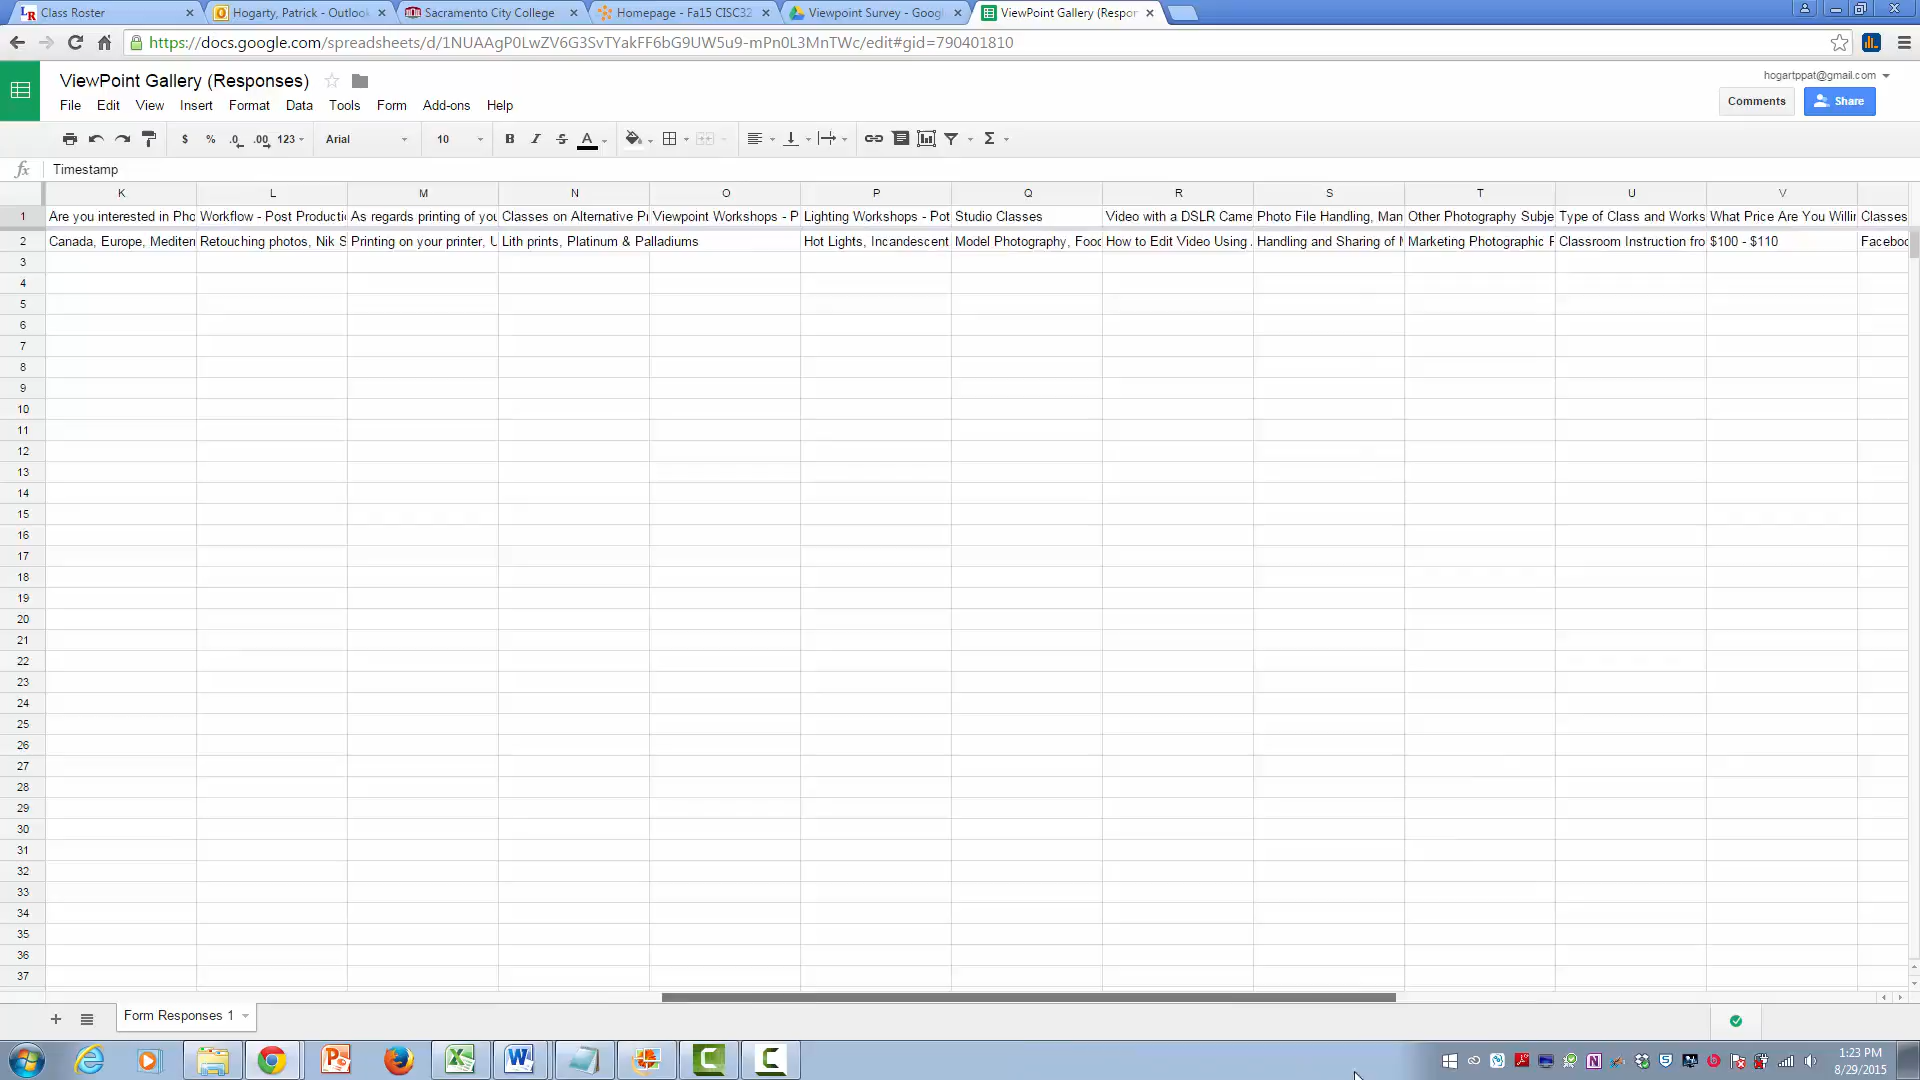 Class Roster
Hogarty, Patrick - Outlook
Sacramento City College
Homepage - Fa15 CISC32
Viewpoint Survey - Googl
ViewPoint Gallery (Respon
https://docs.google.com/spreadsheets/d/1NUAAgP0LwZV6G3SvTYakFF6bG9UW5u9-mPn0L3MnTWc/edit#gid=790401810
ViewPoint Gallery (Responses)
hogartppat@gmail.com
File Edit View Insert Format Data Tools Form Add-ons Help
Comments Share
$ % .0 .00 123 Arial 10 B I S A Σ
fx Timestamp
K L M N O P Q R S T U V
1 Are you interested in Pho Workflow - Post Producti As regards printing of you Classes on Alternative Pr Viewpoint Workshops - P Lighting Workshops - Pot Studio Classes Video with a DSLR Came Photo File Handling, Man Other Photography Subje Type of Class and Works What Price Are You Willin Classes
2 Canada, Europe, Mediterr Retouching photos, Nik S Printing on your printer, U Lith prints, Platinum & Palladiums Hot Lights, Incandescent Model Photography, Food How to Edit Video Using Handling and Sharing of M Marketing Photographic P Classroom Instruction fro $100 - $110 Faceboo
3
4
5
6
7
8
9
10
11
12
13
14
15
16
17
18
19
20
21
22
23
24
25
26
27
28
29
30
31
32
33
34
35
36
37
Form Responses 1
1:23 PM
8/29/2015